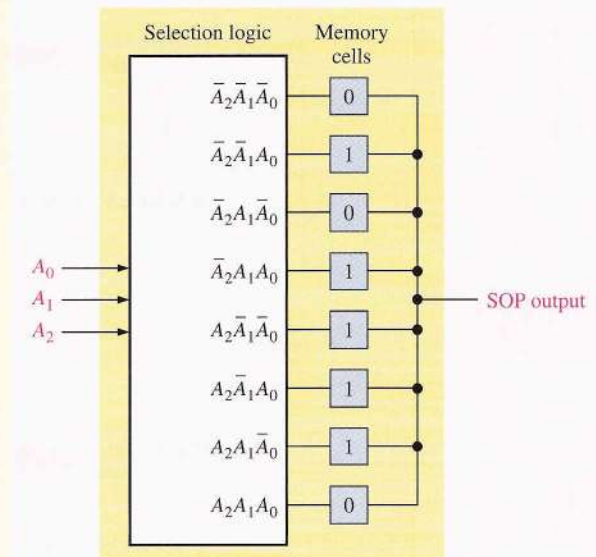 Selection logic
Memory
cells
A̅₂A̅₁A̅₀ 0
A̅₂A̅₁A₀ 1
A̅₂A₁A̅₀ 0
A₀ A̅₂A₁A₀ 1
A₁ SOP output
A₂ A₂A̅₁A̅₀ 1
A₂A̅₁A₀ 1
A₂A₁A̅₀ 1
A₂A₁A₀ 0